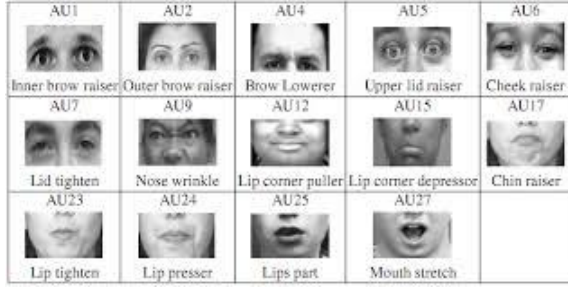 AU1 AU2 AU4 AU5 AU6
Inner brow raiser Outer brow raiser Brow Lowerer Upper lid raiser Cheek raiser
AU7 AU9 AU12 AU15 AU17
Lid tighten Nose wrinkle Lip corner puller Lip corner depressor Chin raiser
AU23 AU24 AU25 AU27
Lip tighten Lip presser Lips part Mouth stretch